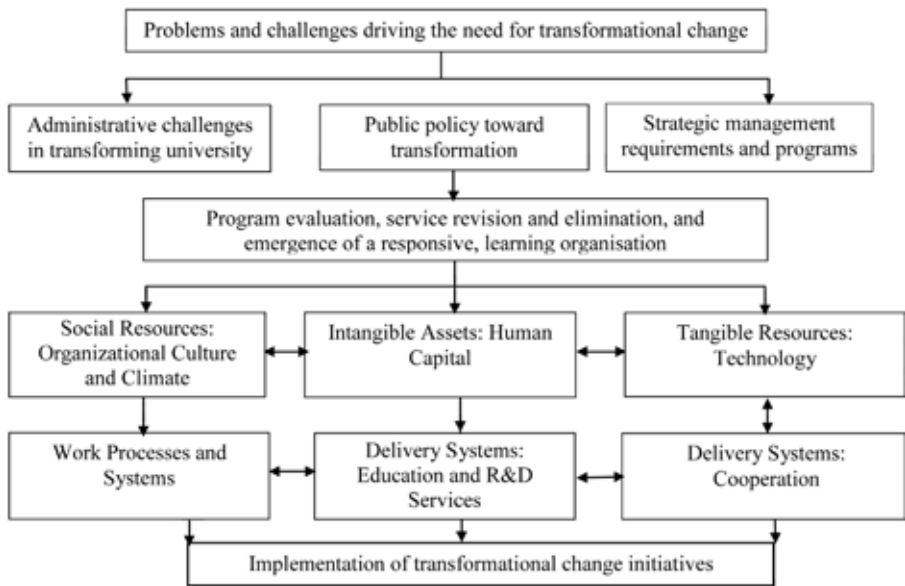 Problems and challenges driving the need for transformational change
Administrative challenges
in transforming university
Public policy toward
transformation
Strategic management
requirements and programs
Program evaluation, service revision and elimination, and
emergence of a responsive, learning organisation
Social Resources:
Organizational Culture
and Climate
Intangible Assets: Human
Capital
Tangible Resources:
Technology
Work Processes and
Systems
Delivery Systems:
Education and R&D
Services
Delivery Systems:
Cooperation
Implementation of transformational change initiatives